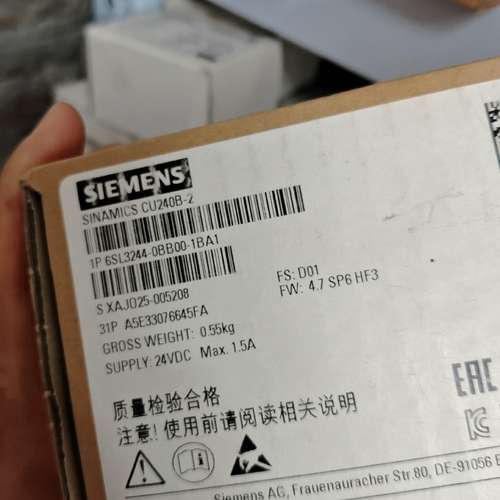 SIEMENS
SINAMICS CU240B-2
1P 6SL3244-0BB00-1BA1
S XAJ025-005208
31P A5E33076645FA
GROSS WEIGHT: 0.55kg
SUPPLY: 24VDC Max. 1.5A
FS: D01
FW: 4.7 SP6 HF3
质量检验合格
注意! 使用前请阅读相关说明
EAC
Siemens AG, Frauenauracher Str.80, DE-91056